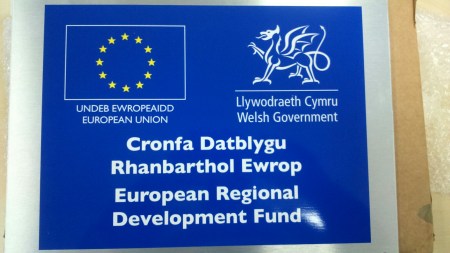 UNDEB EWROPEAIDD
EUROPEAN UNION
Llywodraeth Cymru
Welsh Government
Cronfa Datblygu
Rhanbarthol Ewrop
European Regional
Development Fund